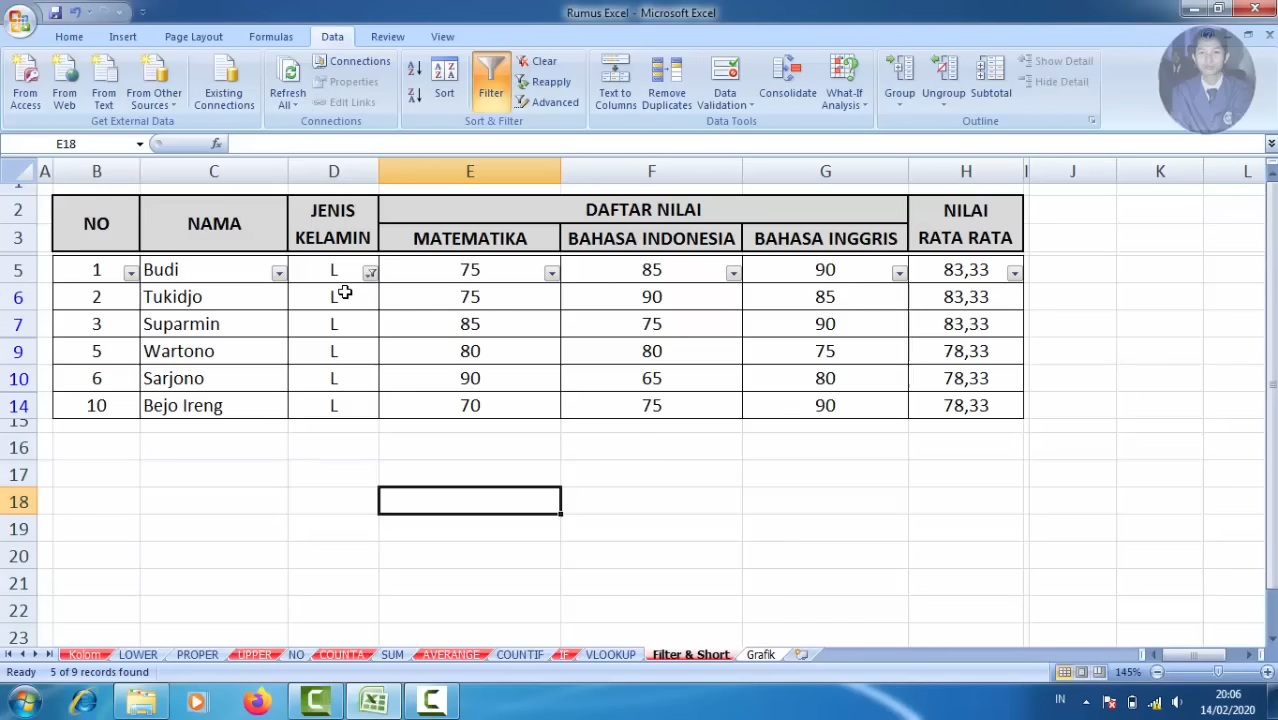 Rumus Excel - Microsoft Excel
Home Insert Page Layout Formulas Data Review View
From Access
From Web
From Text
From Other Sources
Existing Connections
Get External Data
Refresh All
Connections
Properties
Edit Links
Connections
Sort
Filter
Clear
Reapply
Advanced
Sort & Filter
Text to Columns
Remove Duplicates
Data Validation
Consolidate
What-If Analysis
Data Tools
Group
Ungroup
Subtotal
Show Detail
Hide Detail
Outline
E18 fx
A B C D E F G H I J K L
1
2 NO NAMA JENIS KELAMIN DAFTAR NILAI NILAI RATA RATA
3 MATEMATIKA BAHASA INDONESIA BAHASA INGGRIS
5 1 Budi L 75 85 90 83,33
6 2 Tukidjo L 75 90 85 83,33
7 3 Suparmin L 85 75 90 83,33
9 5 Wartono L 80 80 75 78,33
10 6 Sarjono L 90 65 80 78,33
14 10 Bejo Ireng L 70 75 90 78,33
15
16
17
18
19
20
21
22
23
Kolom LOWER PROPER UPPER NO COUNTA SUM AVERANGE COUNTIF IF VLOOKUP Filter & Short Grafik
Ready 5 of 9 records found 145%
IN 20:06
14/02/2020